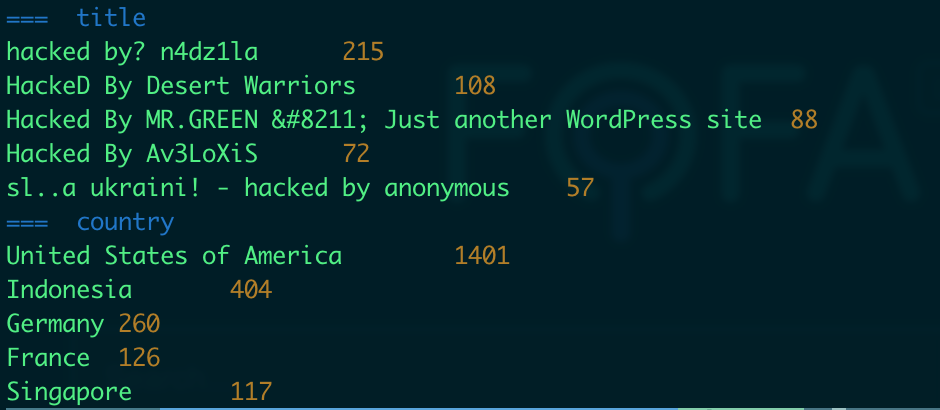 === title
hacked by? n4dz1la 215
HackeD By Desert Warriors 108
Hacked By MR.GREEN &#8211; Just another WordPress site 88
Hacked By Av3LoXiS 72
sl..a ukraini! - hacked by anonymous 57
=== country
United States of America 1401
Indonesia 404
Germany 260
France 126
Singapore 117
FOFA